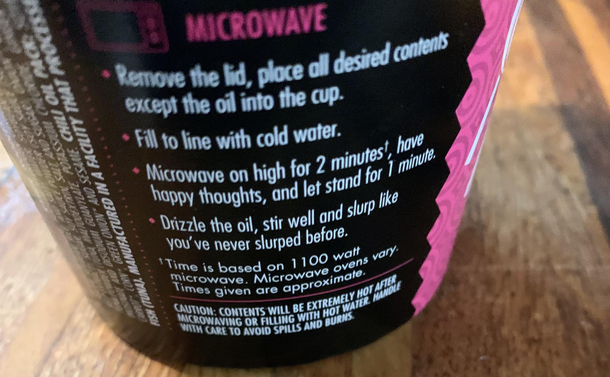 MICROWAVE
• Remove the lid, place all desired contents
except the oil into the cup.
• Fill to line with cold water.
• Microwave on high for 2 minutes†, have
happy thoughts, and let stand for 1 minute.
• Drizzle the oil, stir well and slurp like
you've never slurped before.
†Time is based on 1100 watt
microwave. Microwave ovens vary.
Times given are approximate.
CAUTION: CONTENTS WILL BE EXTREMELY HOT AFTER
MICROWAVING OR FILLING WITH HOT WATER. HANDLE
WITH CARE TO AVOID SPILLS AND BURNS.
MANUFACTURED IN A FACILITY THAT